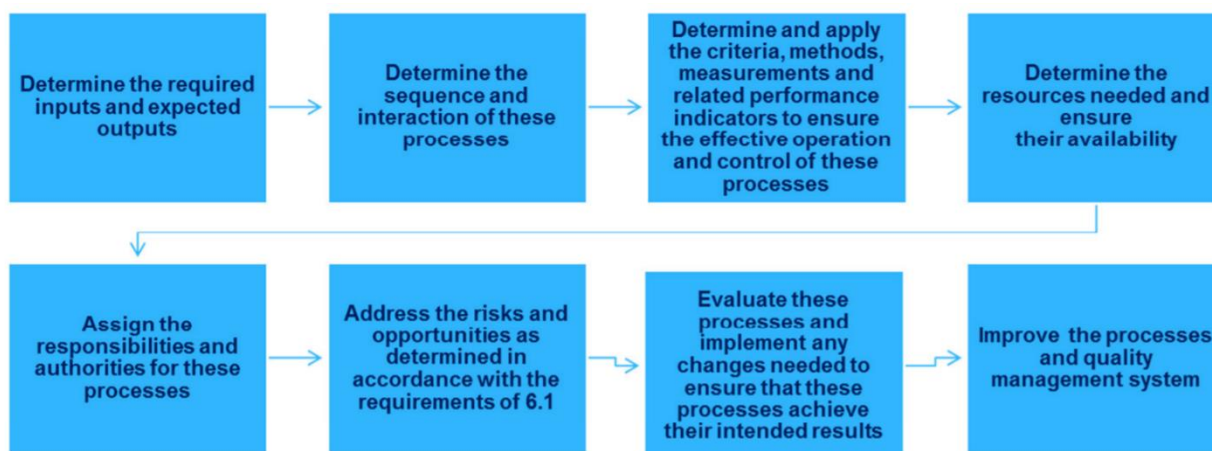 Determine the required
inputs and expected
outputs
Determine the
sequence and
interaction of these
processes
Determine and apply
the criteria, methods,
measurements and
related performance
indicators to ensure
the effective operation
and control of these
processes
Determine the
resources needed and
ensure
their availability
Assign the
responsibilities and
authorities for these
processes
Address the risks and
opportunities as
determined in
accordance with the
requirements of 6.1
Evaluate these
processes and
implement any
changes needed to
ensure that these
processes achieve
their intended results
Improve the processes
and quality
management system